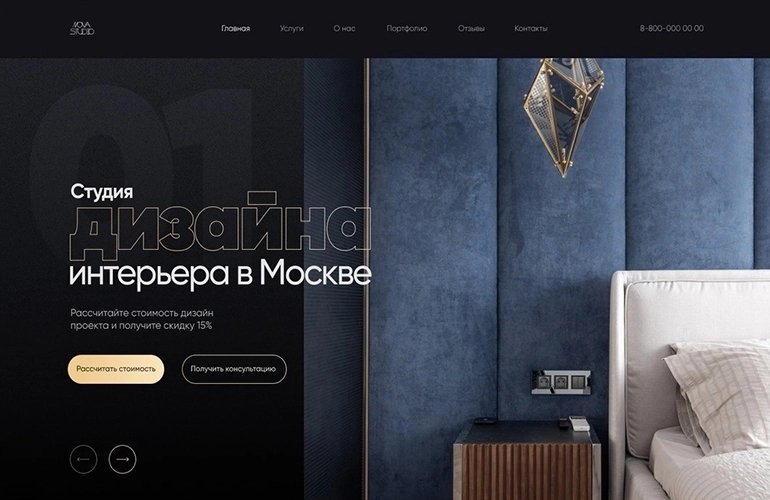 NOVA
STUDIO
Главная
Услуги
О нас
Портфолио
Отзывы
Контакты
8-800-000 00 00
01
Студия
дизайна
интерьера в Москве
Рассчитайте стоимость дизайн
проекта и получите скидку 15%
Рассчитать стоимость
Получить консультацию